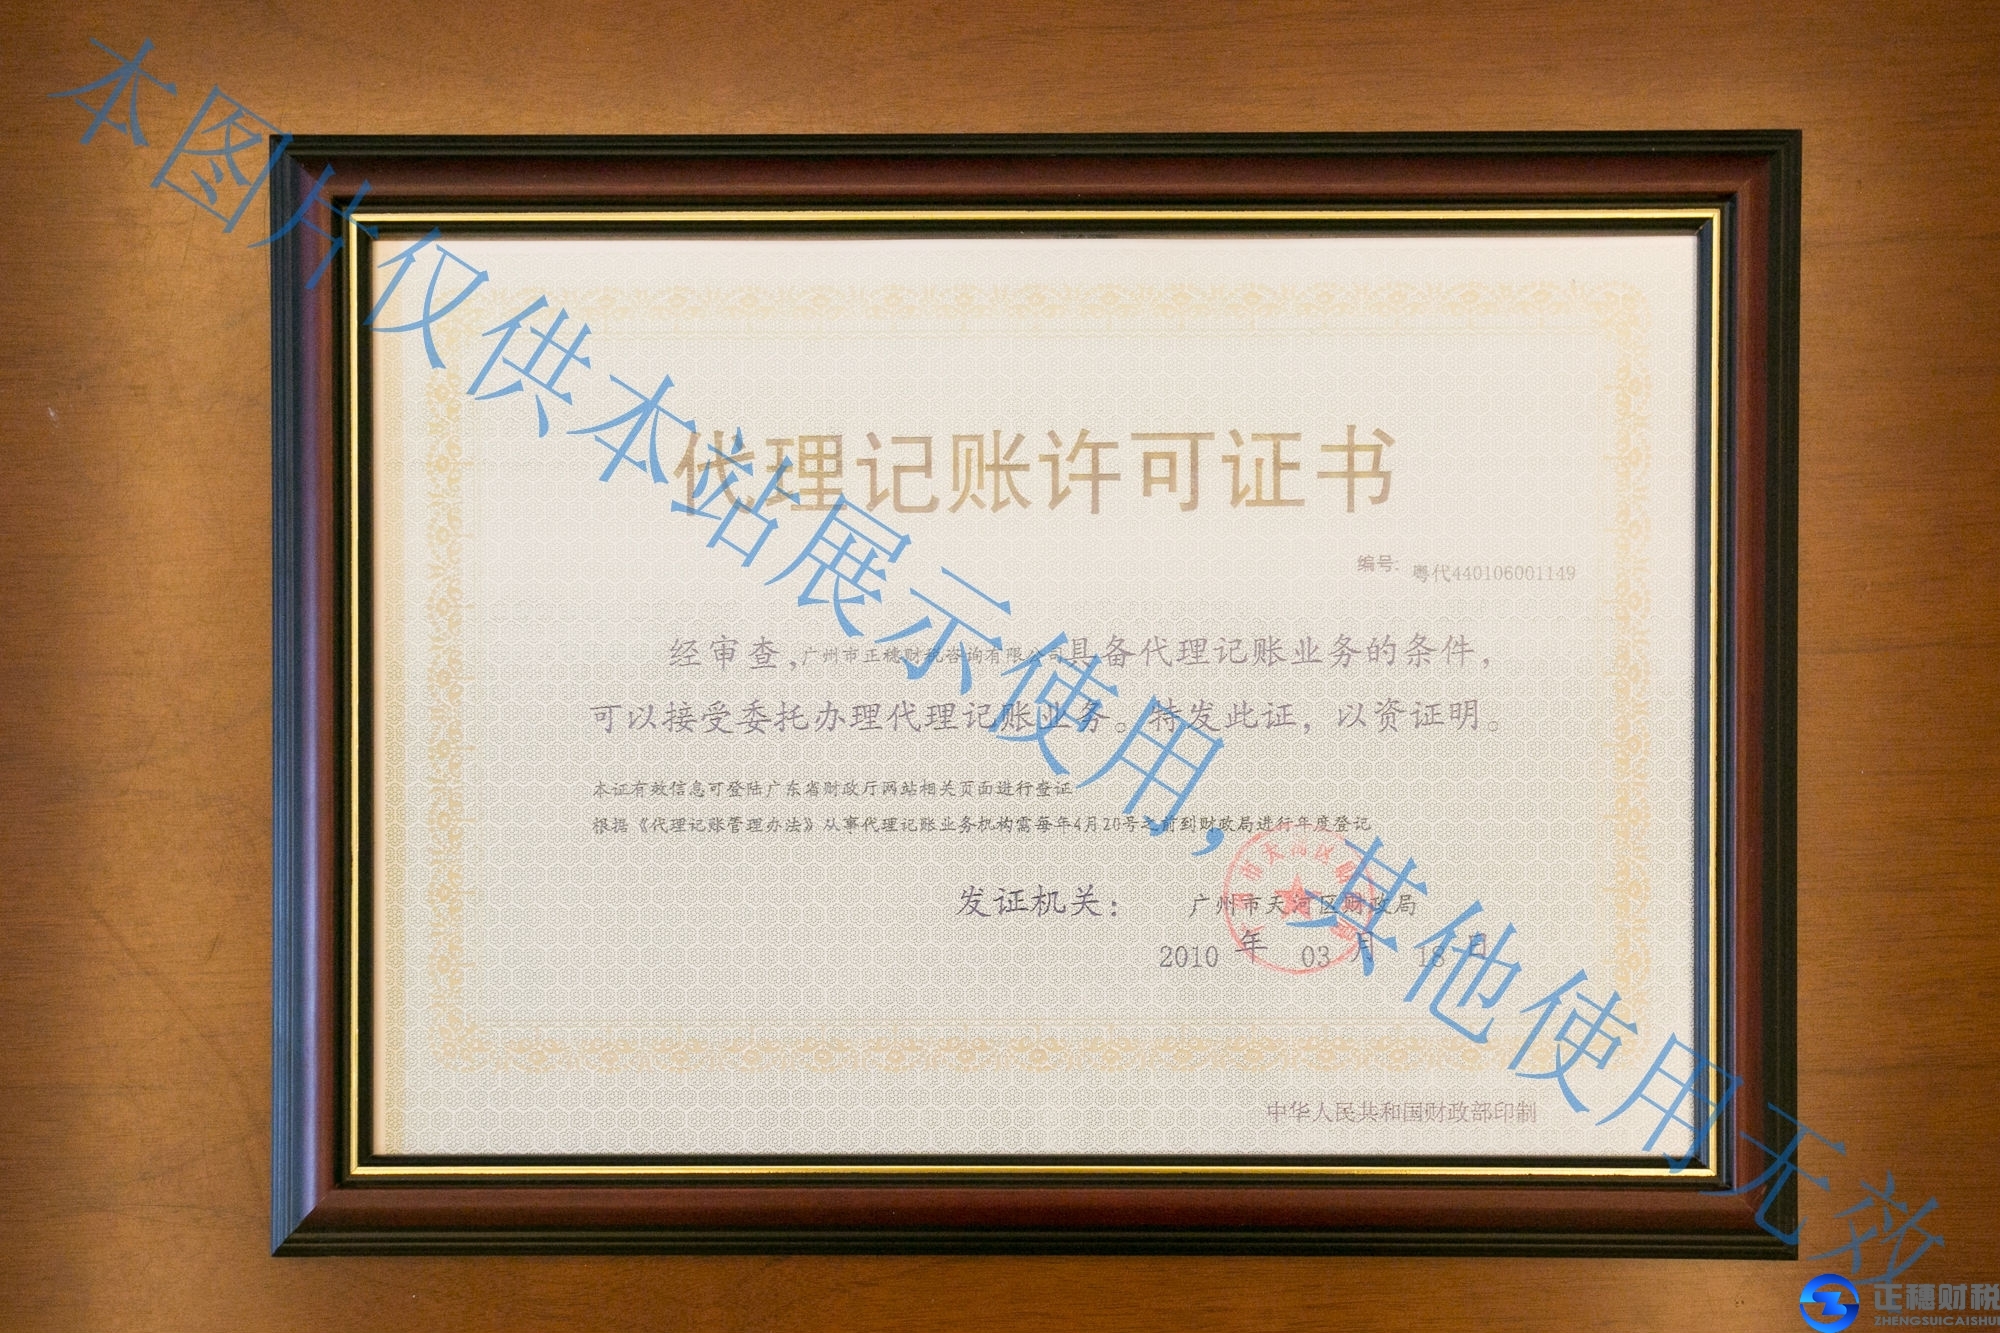 本图片仅供本站展示使用，其他使用无效
代理记账许可证书
编号: 粤代440106001149
经审查,广州市正穗财税咨询有限公司具备代理记账业务的条件,
可以接受委托办理代理记账业务。特发此证, 以资证明。
本证有效信息可登陆广东省财政厅网站相关页面进行查证
根据《代理记账管理办法》从事代理记账业务机构需每年4月20号之前到财政局进行年度登记
发证机关: 广州市天河区财政局
2010 年 03 月 18 日
中华人民共和国财政部印制
正穗财税
ZHENGSUICAISHUI